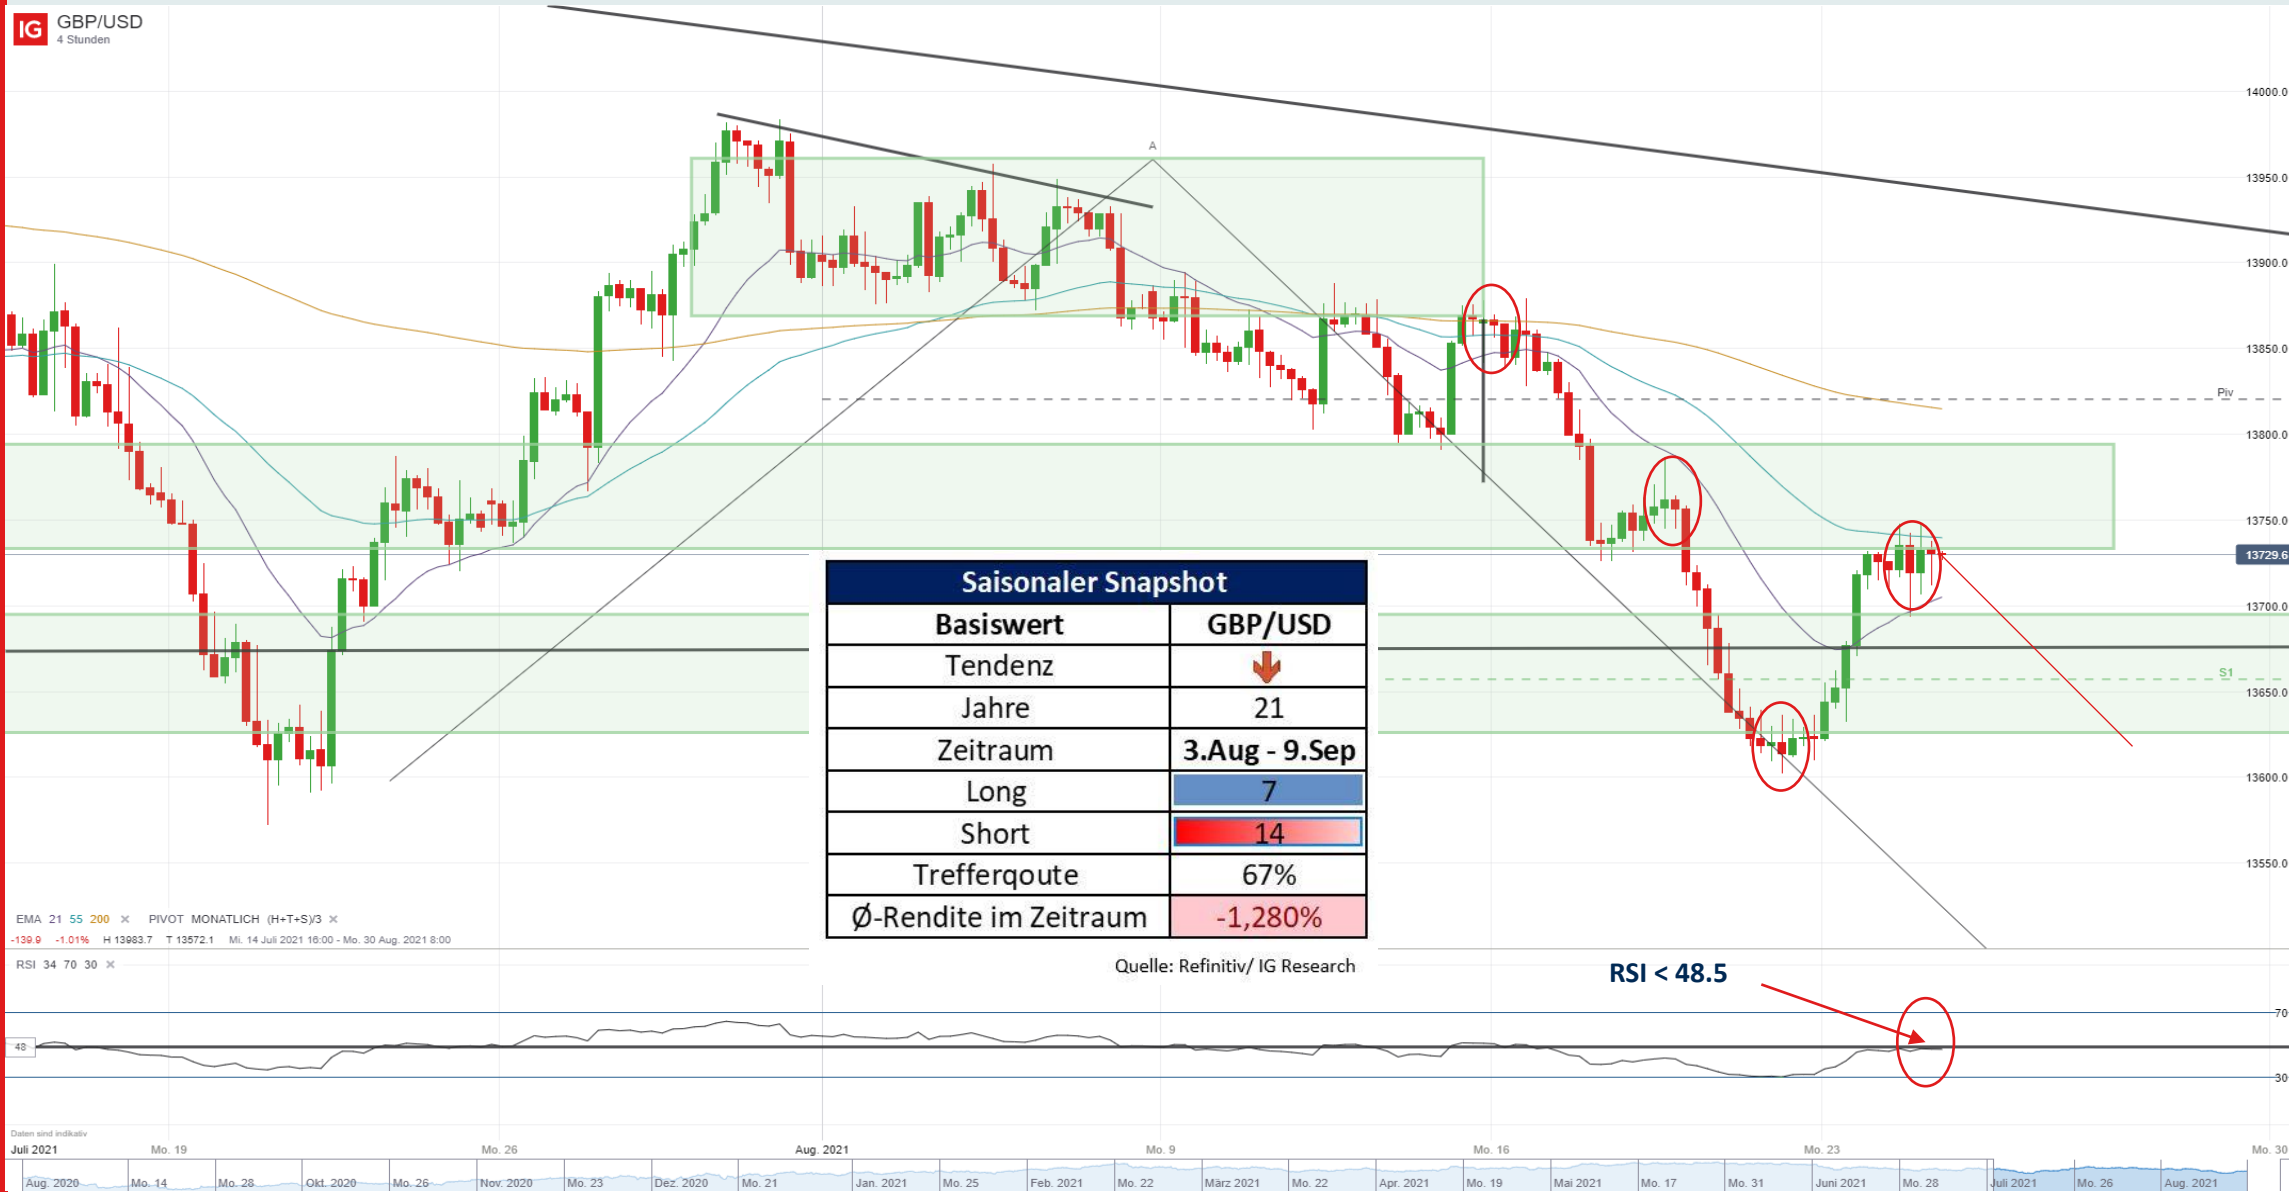 IG GBP/USD
4 Stunden
A
14000.0
13950.0
13900.0
13850.0
Piv
13800.0
13750.0
13729.6
13700.0
S1
13650.0
13600.0
13550.0
Saisonaler Snapshot
Basiswert GBP/USD
Tendenz
Jahre 21
Zeitraum 3.Aug - 9.Sep
Long 7
Short 14
Trefferqoute 67%
Ø-Rendite im Zeitraum -1,280%
Quelle: Refinitiv/ IG Research
EMA 21 55 200 × PIVOT MONATLICH (H+T+S)/3 ×
-139.9 -1.01% H 13983.7 T 13572.1 Mi. 14 Juli 2021 16:00 - Mo. 30 Aug. 2021 8:00
RSI 34 70 30 ×
RSI < 48.5
70
48
30
Daten sind indikativ
Juli 2021 Mo. 19 Mo. 26 Aug. 2021 Mo. 9 Mo. 16 Mo. 23 Mo. 30
Aug. 2020 Mo. 14 Mo. 28 Okt. 2020 Mo. 26 Nov. 2020 Mo. 23 Dez. 2020 Mo. 21 Jan. 2021 Mo. 25 Feb. 2021 Mo. 22 März 2021 Mo. 22 Apr. 2021 Mo. 19 Mai 2021 Mo. 17 Mo. 31 Juni 2021 Mo. 28 Juli 2021 Mo. 26 Aug. 2021